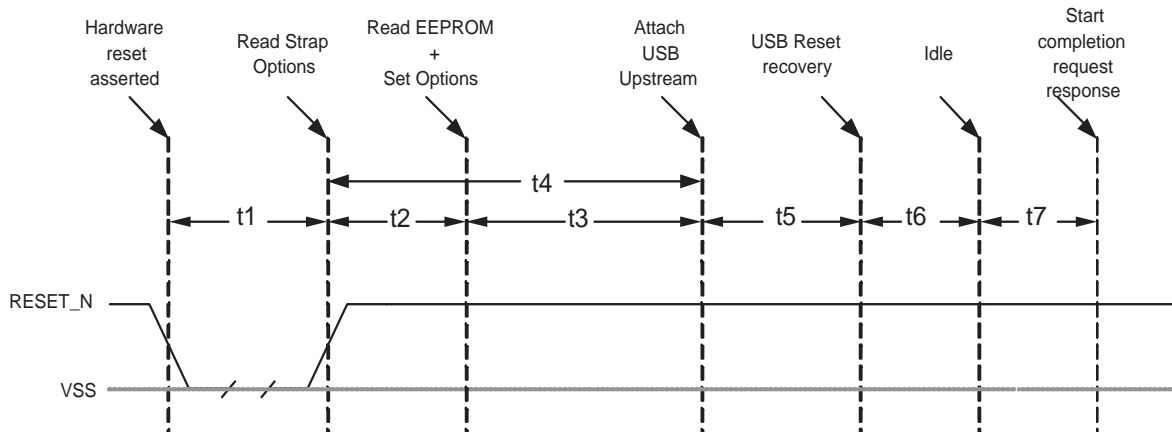 Hardware
reset
asserted
Read Strap
Options
Read EEPROM
+
Set Options
Attach
USB
Upstream
USB Reset
recovery
Idle
Start
completion
request
response
t4
t1
t2
t3
t5
t6
t7
RESET_N
VSS